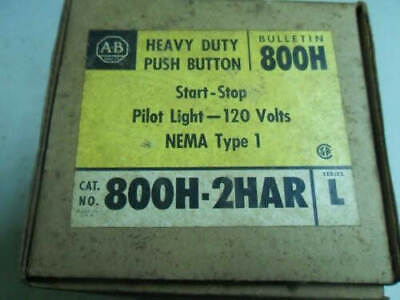 A-B
HEAVY DUTY
PUSH BUTTON
BULLETIN
800H
Start-Stop
Pilot Light—120 Volts
NEMA Type 1
CAT.
NO.
800H-2HAR
SERIES
L